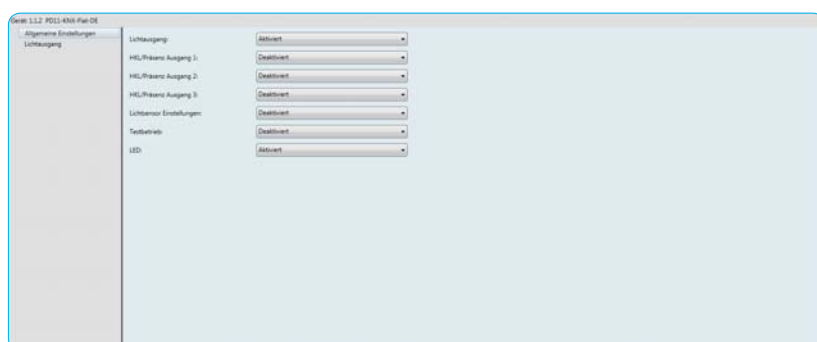 Gerät: 1.1.2 PD11-KNX-Flat-DE
Allgemeine Einstellungen
Lichtausgang
Lichtausgang: Aktiviert
HKL/Präsenz Ausgang 1: Deaktiviert
HKL/Präsenz Ausgang 2: Deaktiviert
HKL/Präsenz Ausgang 3: Deaktiviert
Lichtsensor Einstellungen: Deaktiviert
Testbetrieb: Deaktiviert
LED: Aktiviert